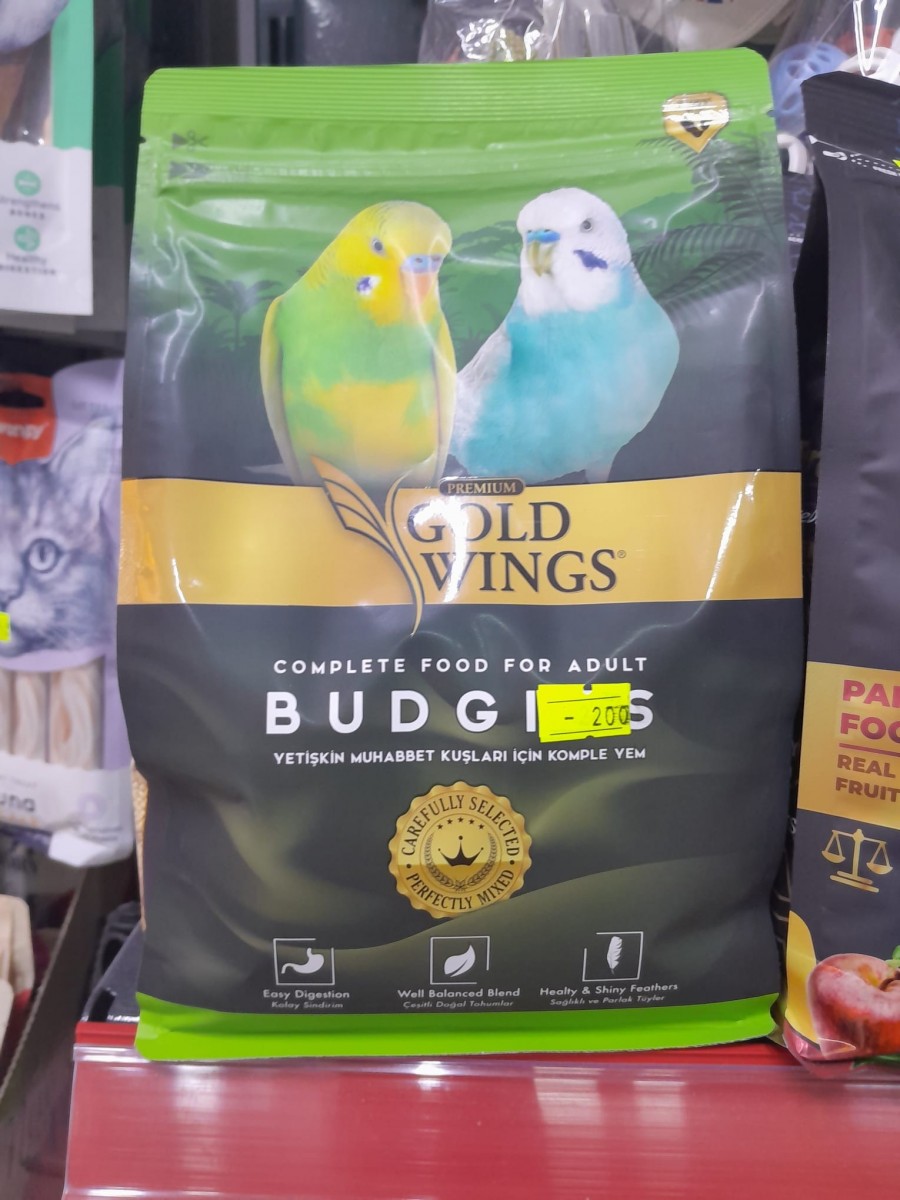 PREMIUM
GOLD
WINGS®
COMPLETE FOOD FOR ADULT
BUDGI S
- 200
YETİŞKİN MUHABBET KUŞLARI İÇİN KOMPLE YEM
CAREFULLY SELECTED
PERFECTLY MIXED
Easy Digestion
Kolay Sindirim
Well Balanced Blend
Çeşitli Doğal Tohumlar
Healty & Shiny Feathers
Sağlıklı ve Parlak Tüyler
Healthy
DIGESTION
REAL
FRUIT